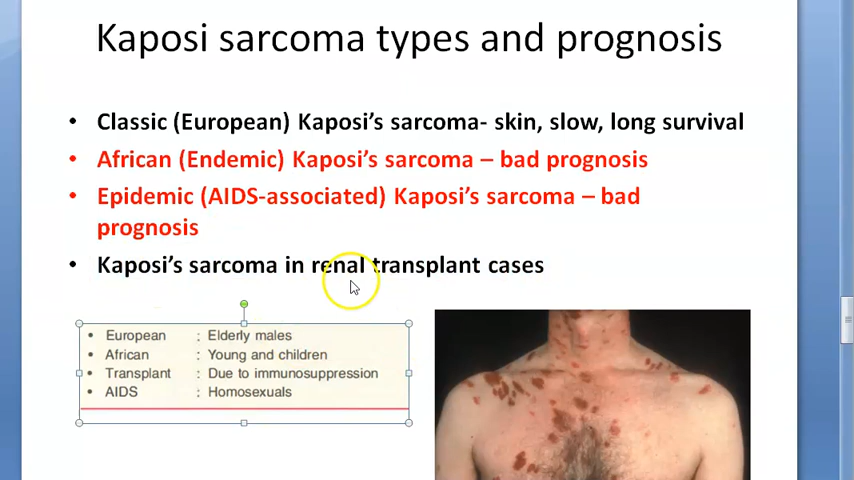 Kaposi sarcoma types and prognosis
• Classic (European) Kaposi's sarcoma- skin, slow, long survival
• African (Endemic) Kaposi's sarcoma – bad prognosis
• Epidemic (AIDS-associated) Kaposi's sarcoma – bad
prognosis
• Kaposi's sarcoma in renal transplant cases
• European : Elderly males
• African : Young and children
• Transplant : Due to immunosuppression
• AIDS : Homosexuals